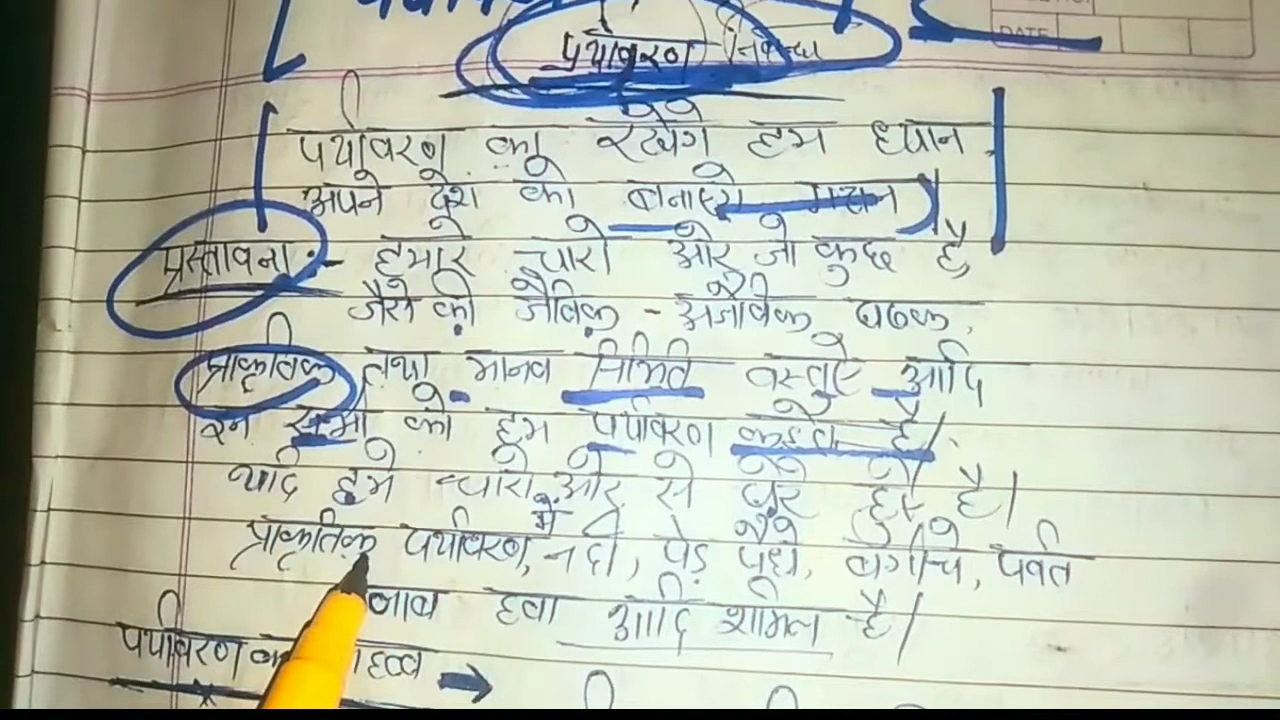 DATE
पर्यावरण निबन्ध
पर्यावरण का रखेंगे हम ध्यान
अपने देश को बनाएंगे महान
प्रस्तावना :- हमारे चारो ओर जो कुछ है,
जैसे की जैविक - अजैविक घटक,
प्राकृतिक तथा मानव निर्मित वस्तुए आदि
इन सभी को हम पर्यावरण कहते है।
यदि हमे चारो ओर से घेरे हुए है।
प्राकृतिक पर्यावरण में, नदी, पेड़ पौधे, बगीचे, पर्वत
हवा आदि शामिल है।
पर्यावरण →